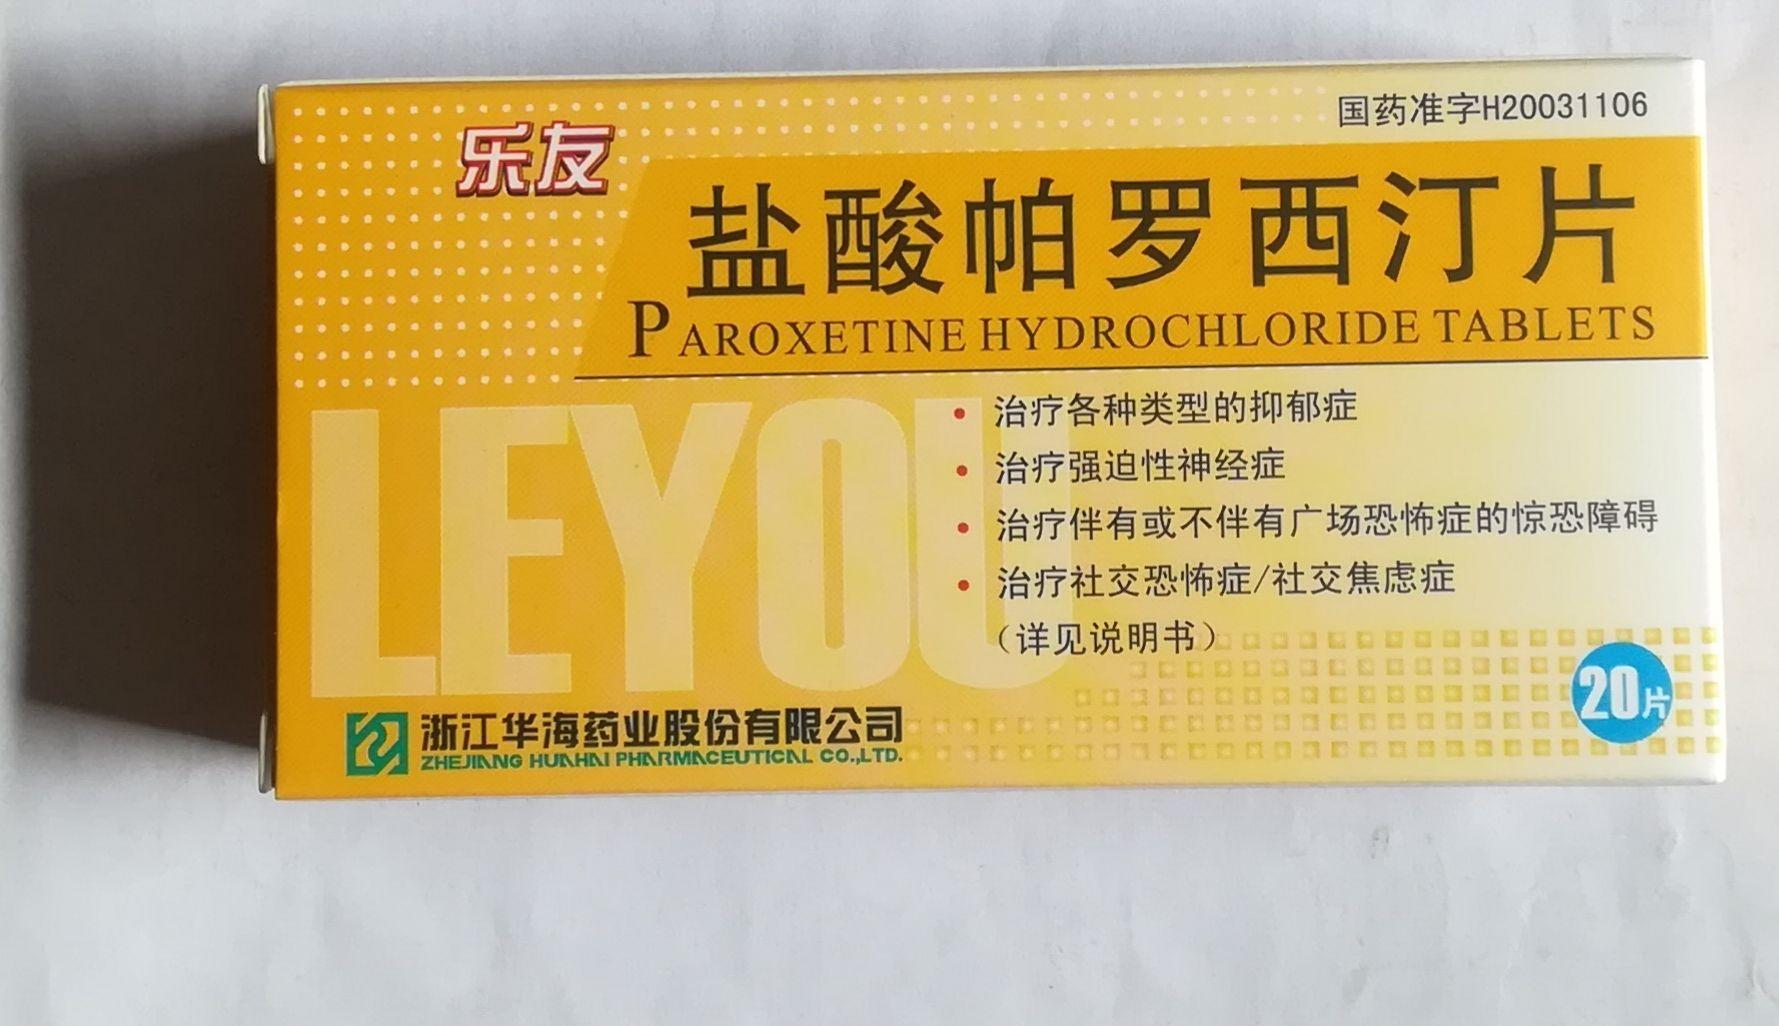 国药准字H20031106
乐友
盐酸帕罗西汀片
PAROXETINE HYDROCHLORIDE TABLETS
LEYOU
• 治疗各种类型的抑郁症
• 治疗强迫性神经症
• 治疗伴有或不伴有广场恐怖症的惊恐障碍
• 治疗社交恐怖症/社交焦虑症
（详见说明书）
20片
浙江华海药业股份有限公司
ZHEJIANG HUAHAI PHARMACEUTICAL CO.,LTD.